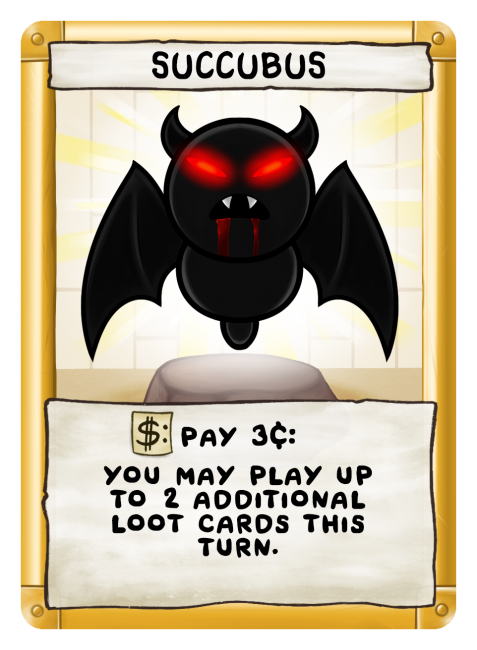 SUCCUBUS
$: PAY 3¢:
YOU MAY PLAY UP
TO 2 ADDITIONAL
LOOT CARDS THIS
TURN.